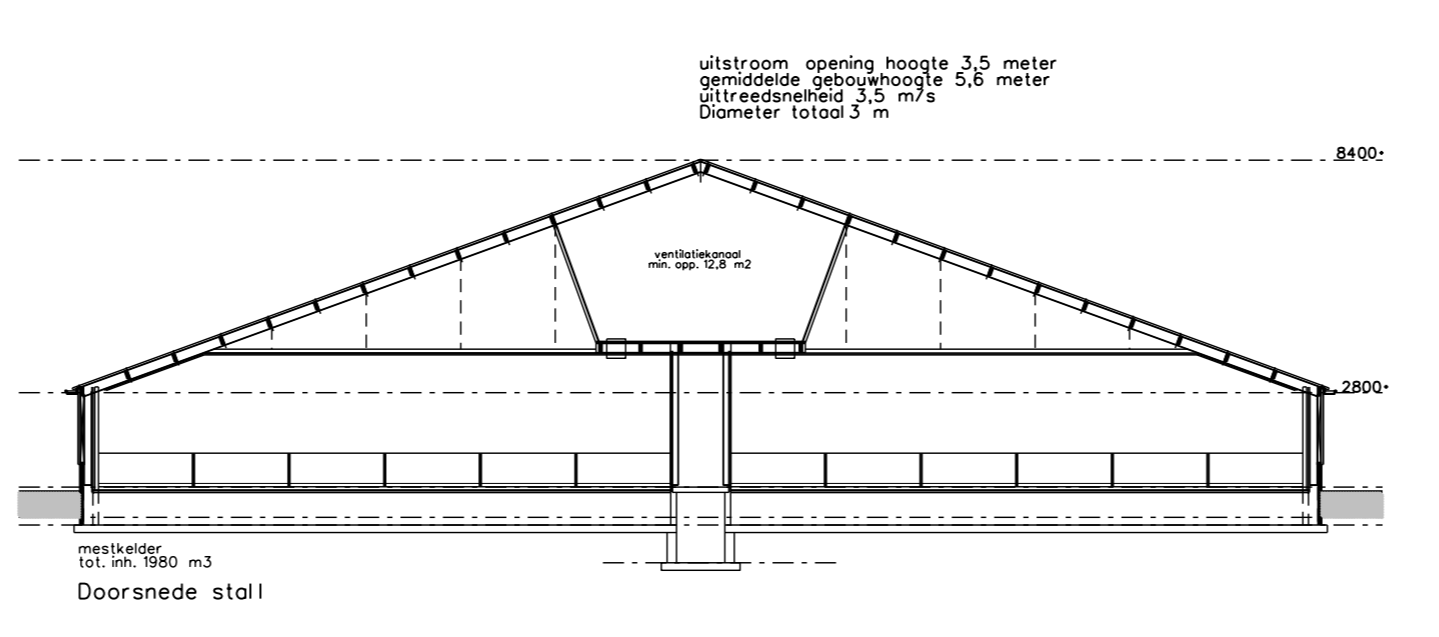 uitstroom opening hoogte 3,5 meter
gemiddelde gebouwhoogte 5,6 meter
uittreedsnelheid 3,5 m/s
Diameter totaal 3 m
8400+
ventilatiekanaal
min. opp. 12,8 m2
2800+
mestkelder
tot. inh. 1980 m3
Doorsnede stall